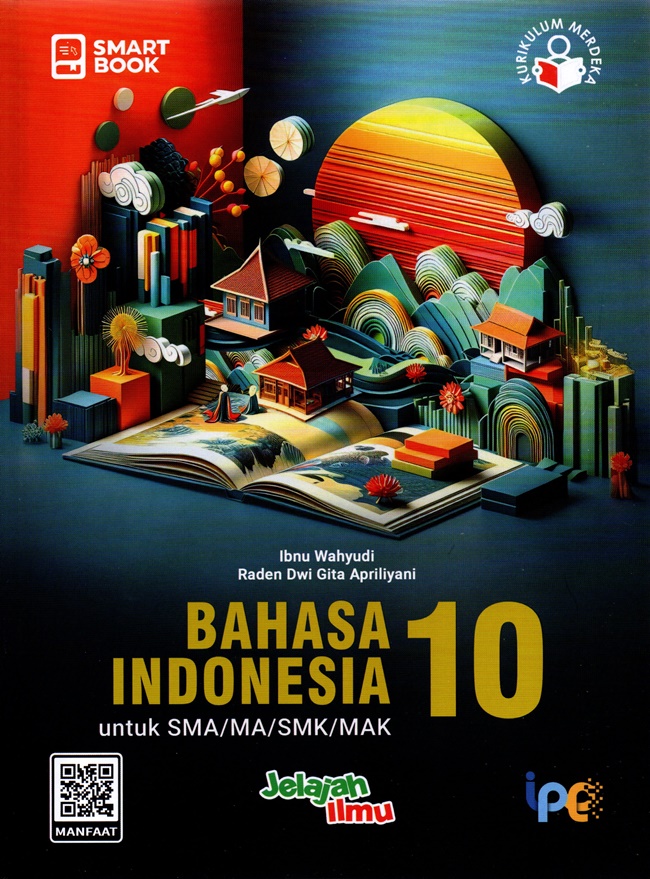 SMART
BOOK
KURIKULUM MERDEKA
Ibnu Wahyudi
Raden Dwi Gita Apriliyani
BAHASA
INDONESIA 10
untuk SMA/MA/SMK/MAK
MANFAAT
Jelajah
Ilmu
ipe